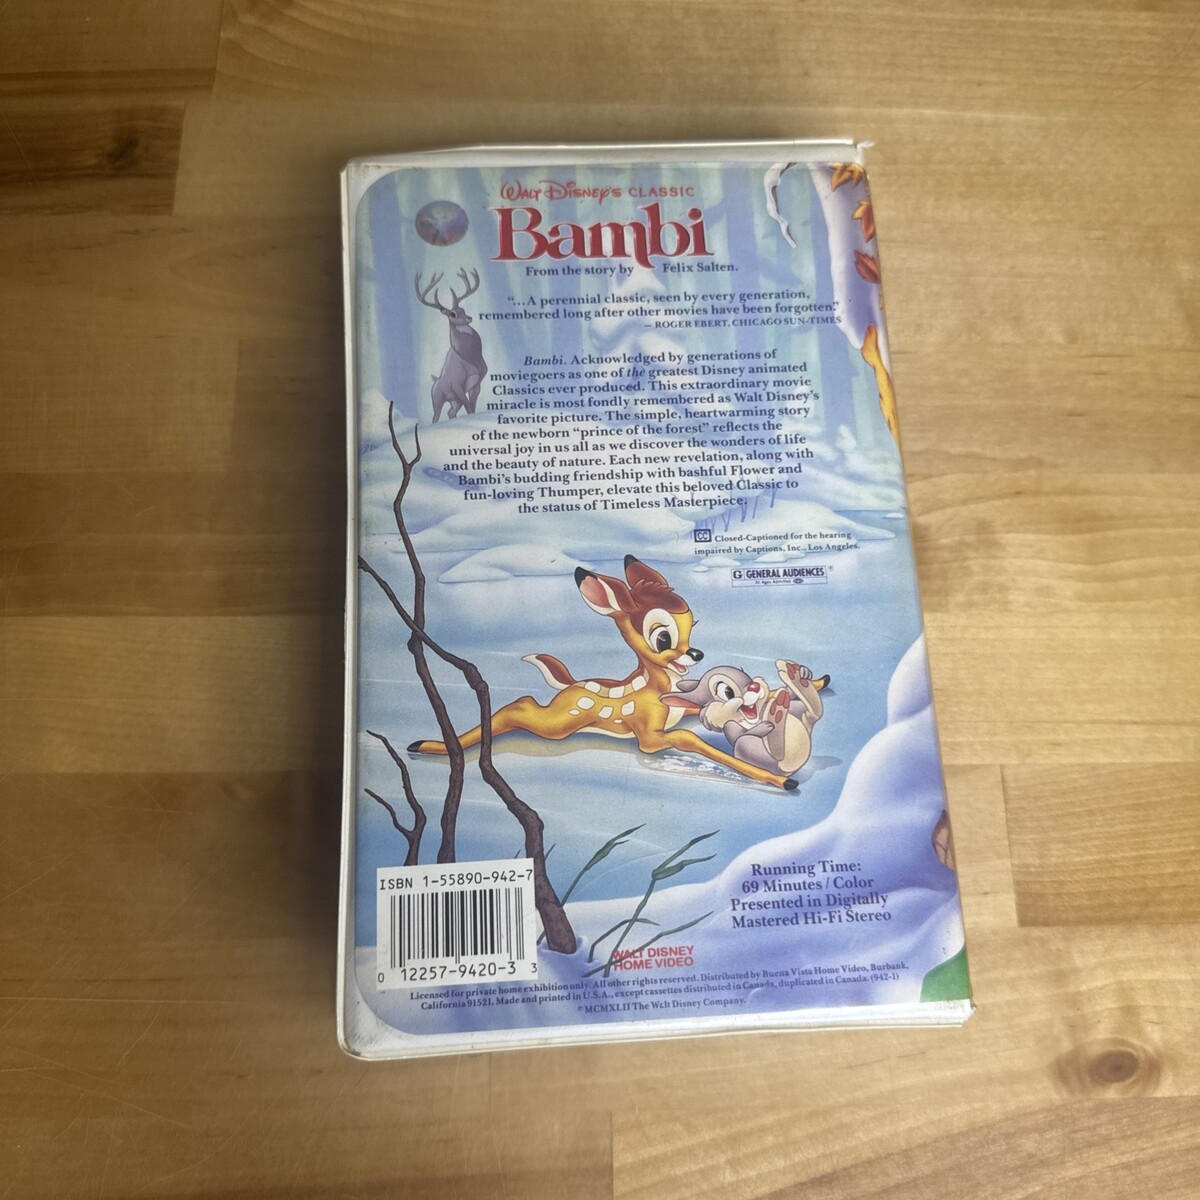 WALT DISNEY'S CLASSIC
Bambi
From the story by Felix Salten.
"...A perennial classic, seen by every generation,
remembered long after other movies have been forgotten."
— ROGER EBERT, CHICAGO SUN-TIMES
Bambi. Acknowledged by generations of
moviegoers as one of the greatest Disney animated
Classics ever produced. This extraordinary movie
miracle is most fondly remembered as Walt Disney's
favorite picture. The simple, heartwarming story
of the newborn "prince of the forest" reflects the
universal joy in us all as we discover the wonders of life
and the beauty of nature. Each new revelation, along with
Bambi's budding friendship with bashful Flower and
fun-loving Thumper, elevate this beloved Classic to
the status of Timeless Masterpiece.
CC Closed-Captioned for the hearing
impaired by Captions, Inc., Los Angeles.
G GENERAL AUDIENCES ®
All Ages Admitted
ISBN 1-55890-942-7
0 12257-9420-3 3
Running Time:
69 Minutes / Color
Presented in Digitally
Mastered Hi-Fi Stereo
WALT DISNEY
HOME VIDEO
Licensed for private home exhibition only. All other rights reserved. Distributed by Buena Vista Home Video, Burbank,
California 91521. Made and printed in U.S.A., except cassettes distributed in Canada, duplicated in Canada. (942-1)
© MCMXLII The Walt Disney Company.